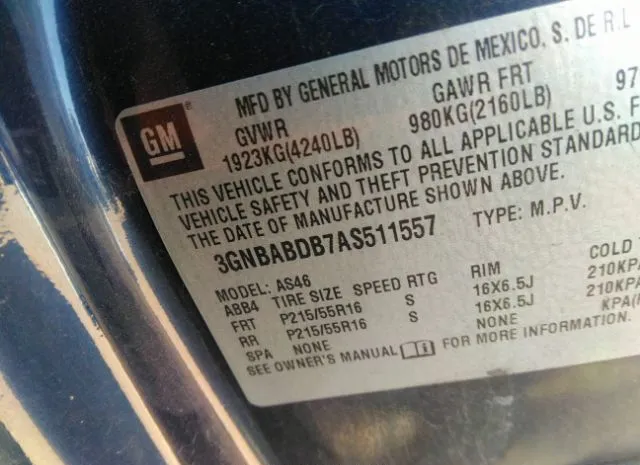 GM
MFD BY GENERAL MOTORS DE MEXICO, S. DE R.L
GVWR GAWR FRT
1923KG(4240LB) 980KG(2160LB) 97
THIS VEHICLE CONFORMS TO ALL APPLICABLE U.S. F
VEHICLE SAFETY AND THEFT PREVENTION STANDARD
THE DATE OF MANUFACTURE SHOWN ABOVE.
3GNBABDB7AS511557 TYPE: M.P.V.
MODEL: AS46
ABB4 TIRE SIZE SPEED RTG RIM COLD T
FRT P215/55R16 S 16X6.5J 210KPA
RR P215/55R16 S 16X6.5J 210KPA
SPA NONE NONE KPA(
SEE OWNER'S MANUAL FOR MORE INFORMATION.